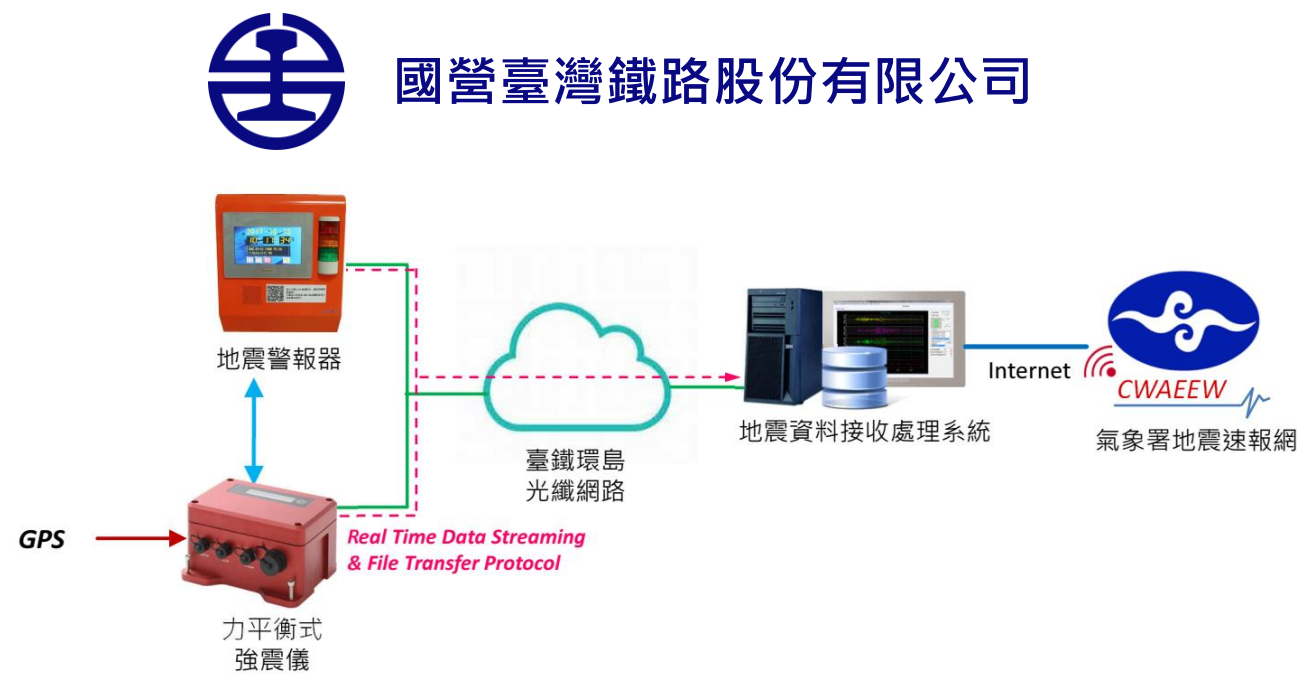 國營臺灣鐵路股份有限公司
地震警報器
臺鐵環島
光纖網路
地震資料接收處理系統
Internet
CWAEEW
氣象署地震速報網
GPS
Real Time Data Streaming
& File Transfer Protocol
力平衡式
強震儀